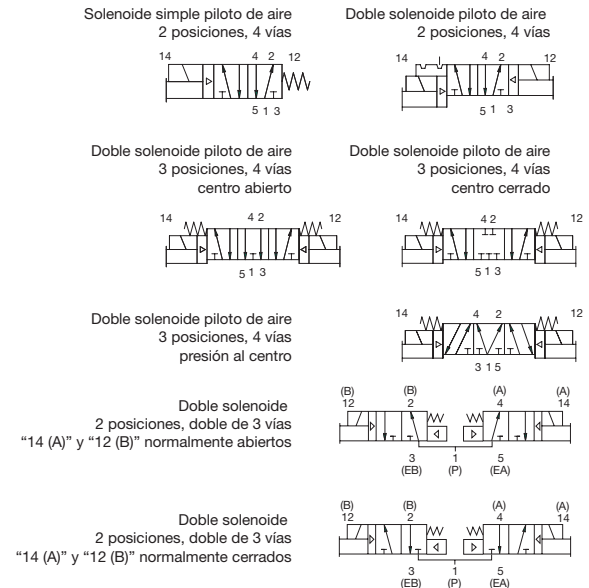 Solenoide simple piloto de aire
2 posiciones, 4 vías
14 4 2 12
5 1 3
Doble solenoide piloto de aire
2 posiciones, 4 vías
14 4 2 12
5 1 3
Doble solenoide piloto de aire
3 posiciones, 4 vías
centro abierto
14 4 2 12
5 1 3
Doble solenoide piloto de aire
3 posiciones, 4 vías
centro cerrado
14 4 2 12
5 1 3
Doble solenoide piloto de aire
3 posiciones, 4 vías
presión al centro
14 4 2 12
3 1 5
Doble solenoide
2 posiciones, doble de 3 vías
“14 (A)” y “12 (B)” normalmente abiertos
(B) (B) (A) (A)
12 2 4 14
3 1 5
(EB) (P) (EA)
Doble solenoide
2 posiciones, doble de 3 vías
“14 (A)” y “12 (B)” normalmente cerrados
(B) (B) (A) (A)
12 2 4 14
3 1 5
(EB) (P) (EA)